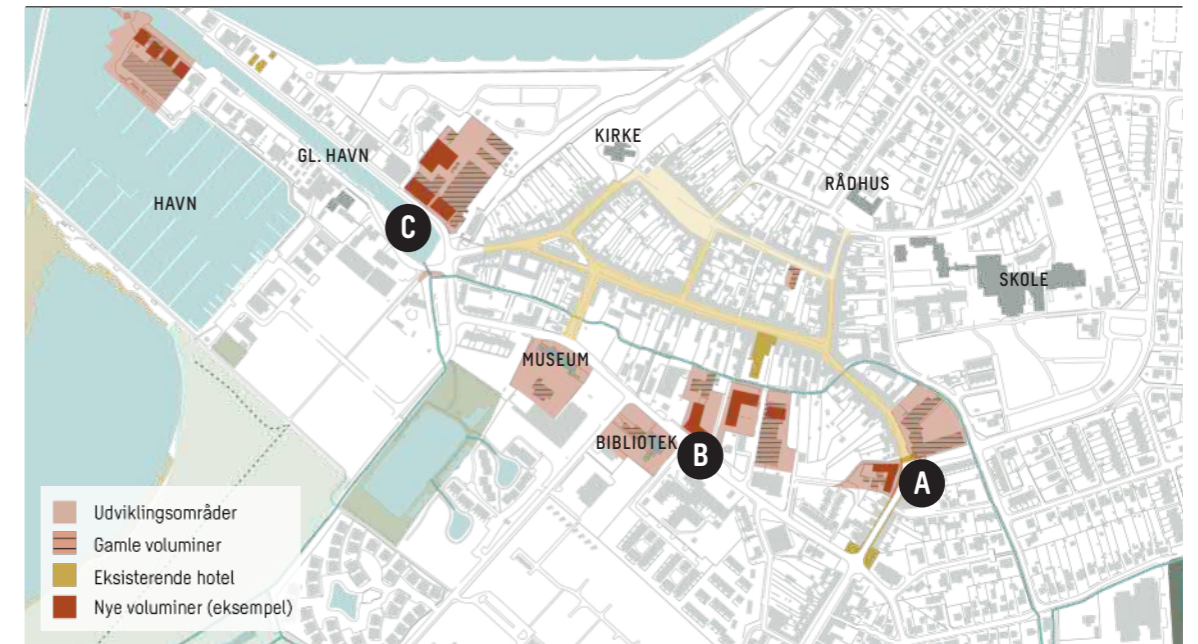 KIRKE
GL. HAVN
RÅDHUS
HAVN
C
SKOLE
MUSEUM
BIBLIOTEK
B
A
Udviklingsområder
Gamle voluminer
Eksisterende hotel
Nye voluminer (eksempel)